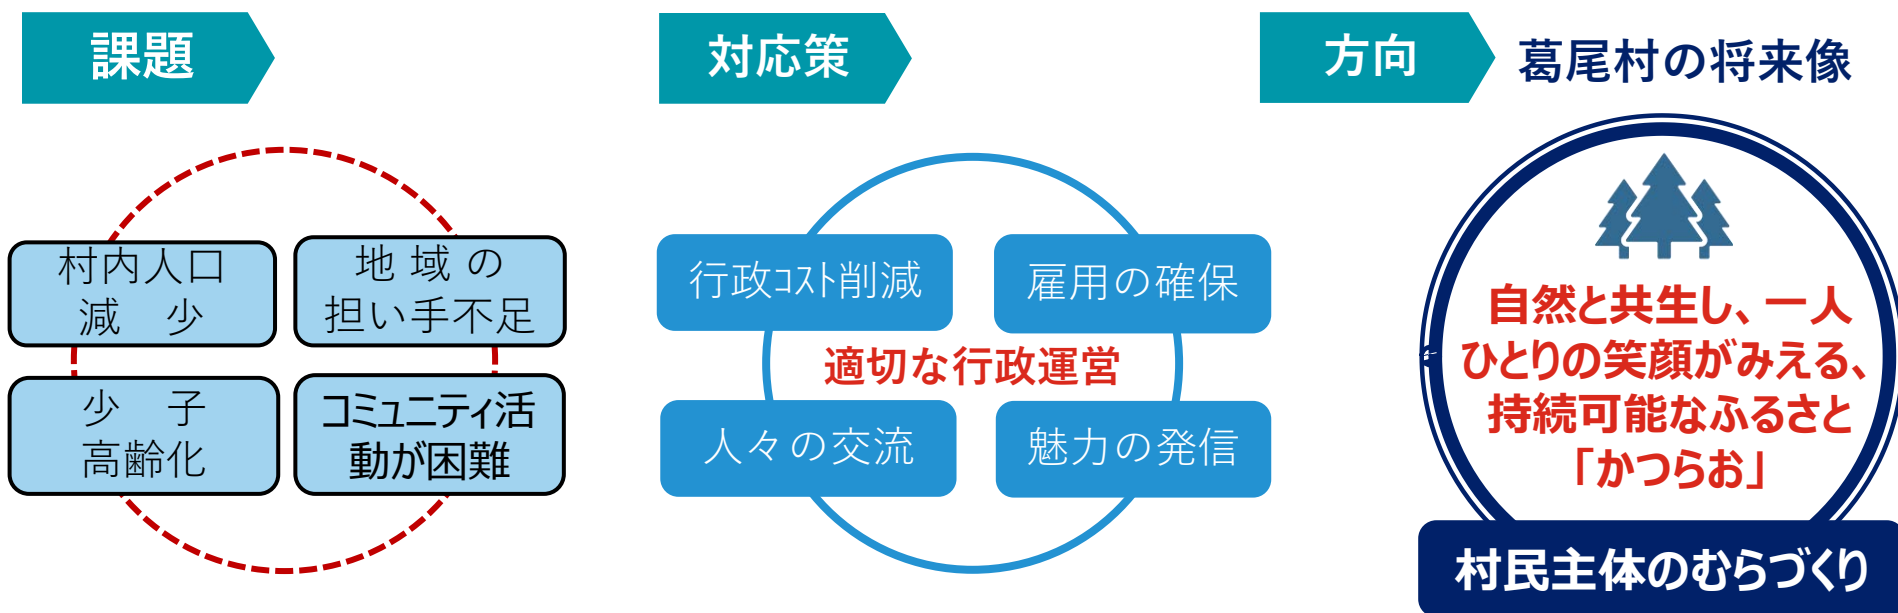 課題
村内人口
減　少
地 域 の
担い手不足
少　子
高齢化
コミュニティ活
動が困難
対応策
行政ｺｽﾄ削減
雇用の確保
適切な行政運営
人々の交流
魅力の発信
方向
葛尾村の将来像
自然と共生し、一人
ひとりの笑顔がみえる、
持続可能なふるさと
「かつらお」
村民主体のむらづくり